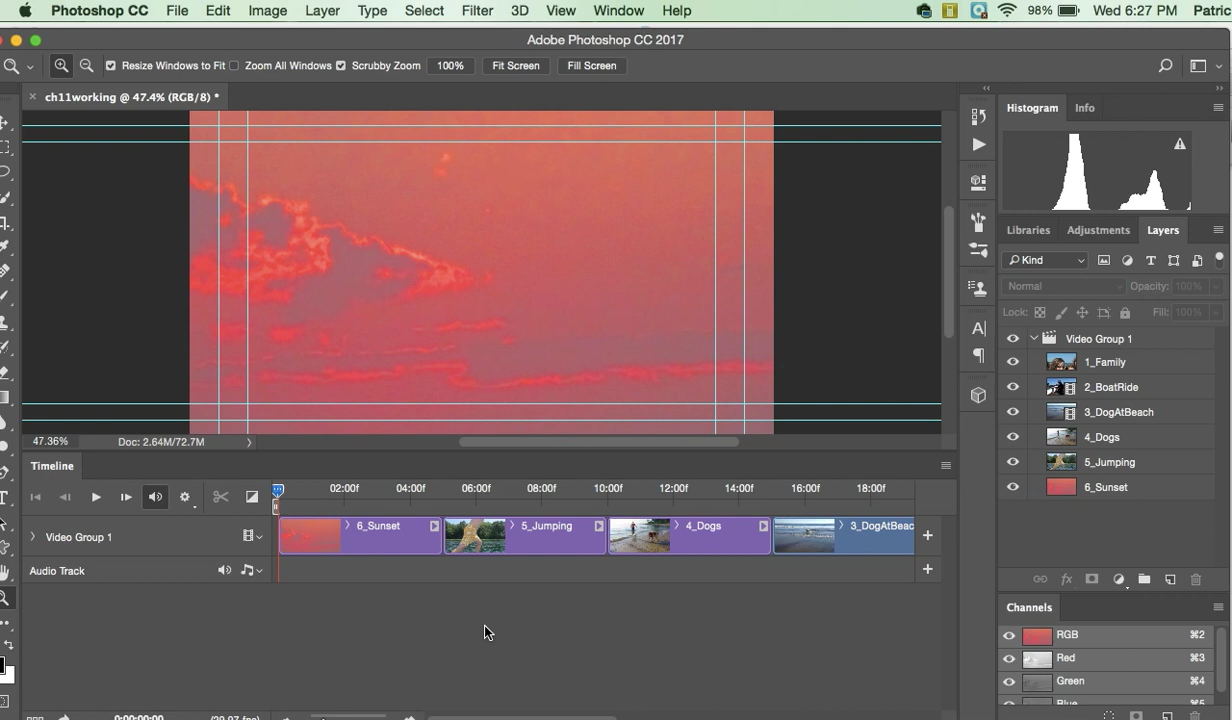 Photoshop CC File Edit Image Layer Type Select Filter 3D View Window Help 98% Wed 6:27 PM Patric
Adobe Photoshop CC 2017
Resize Windows to Fit Zoom All Windows Scrubby Zoom 100% Fit Screen Fill Screen
× ch11working @ 47.4% (RGB/8) *
Histogram Info
Libraries Adjustments Layers
Kind
Normal Opacity: 100%
Lock: Fill: 100%
Video Group 1
1_Family
2_BoatRide
3_DogAtBeach
4_Dogs
5_Jumping
6_Sunset
47.36% Doc: 2.64M/72.7M
Timeline
02:00f 04:00f 06:00f 08:00f 10:00f 12:00f 14:00f 16:00f 18:00f
Video Group 1 6_Sunset 5_Jumping 4_Dogs 3_DogAtBeac
Audio Track
0:00:00:00 (29.97 fps)
Channels
RGB ⌘2
Red ⌘3
Green ⌘4
Blue